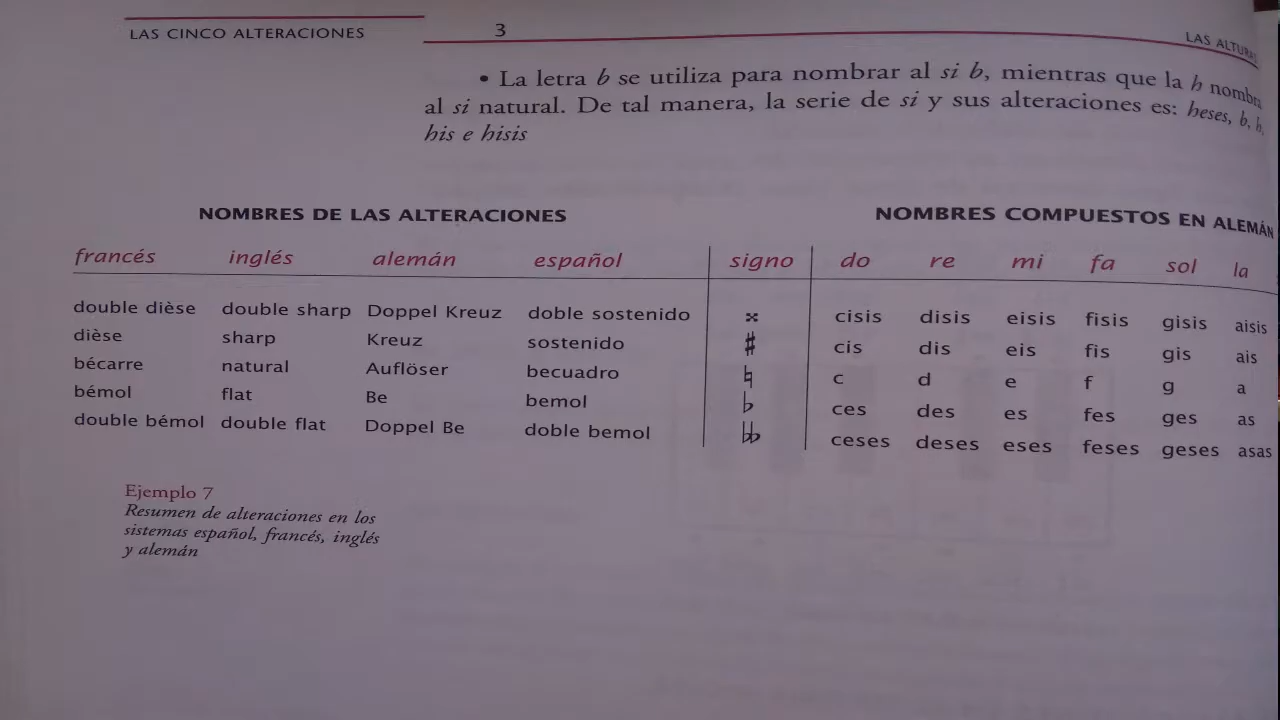 LAS CINCO ALTERACIONES 3 LAS ALTURA
• La letra b se utiliza para nombrar al si b, mientras que la h nombra
al si natural. De tal manera, la serie de si y sus alteraciones es: heses, b, h,
his e hisis
NOMBRES DE LAS ALTERACIONES NOMBRES COMPUESTOS EN ALEMÁN
francés inglés alemán español signo do re mi fa sol la
double dièse double sharp Doppel Kreuz doble sostenido 𝄪 cisis disis eisis fisis gisis aisis
dièse sharp Kreuz sostenido ♯ cis dis eis fis gis ais
bécarre natural Auflöser becuadro ♮ c d e f g a
bémol flat Be bemol ♭ ces des es fes ges as
double bémol double flat Doppel Be doble bemol 𝄫 ceses deses eses feses geses asas
Ejemplo 7
Resumen de alteraciones en los
sistemas español, francés, inglés
y alemán